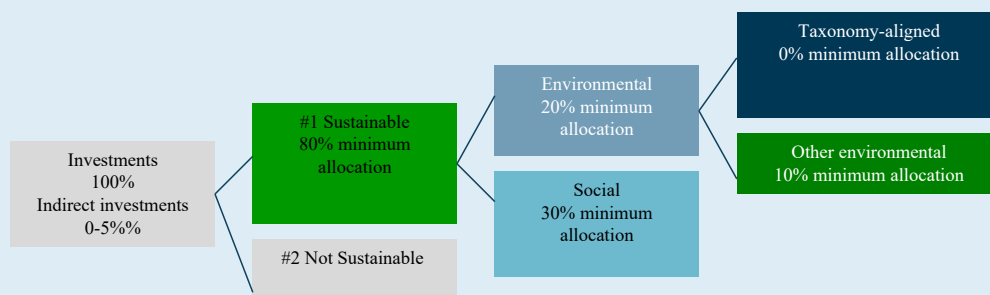 Investments
100%
Indirect investments
0-5%%
#1 Sustainable
80% minimum
allocation
#2 Not Sustainable
Environmental
20% minimum
allocation
Social
30% minimum
allocation
Taxonomy-aligned
0% minimum allocation
Other environmental
10% minimum allocation